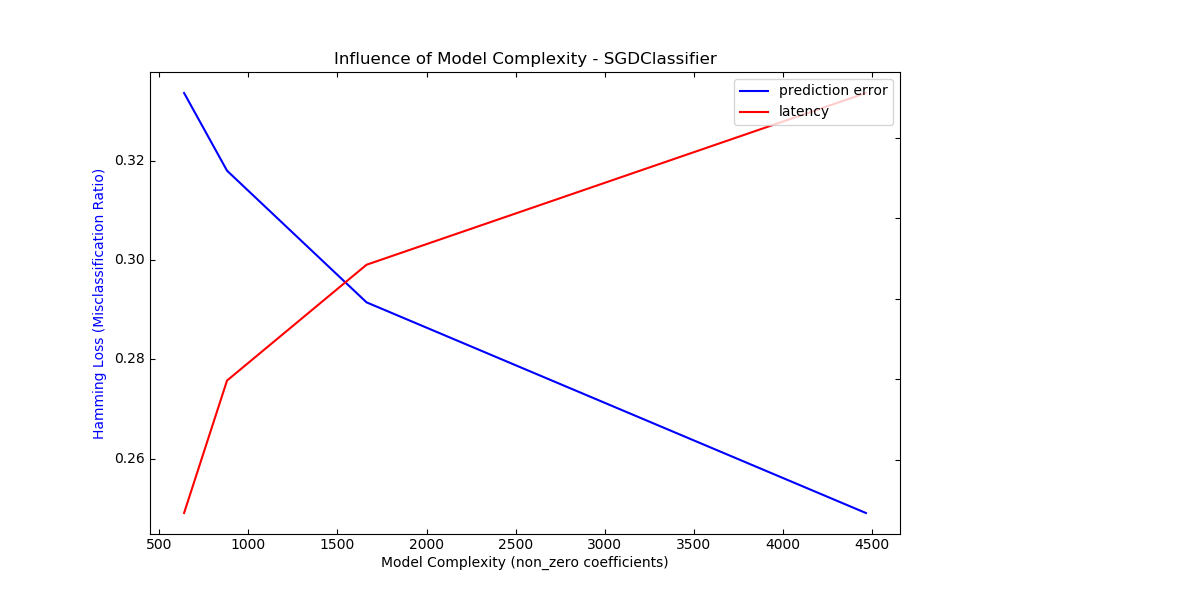 Influence of Model Complexity - SGDClassifier
prediction error
latency
0.32
0.30
0.28
0.26
Hamming Loss (Misclassification Ratio)
500 1000 1500 2000 2500 3000 3500 4000 4500
Model Complexity (non_zero coefficients)